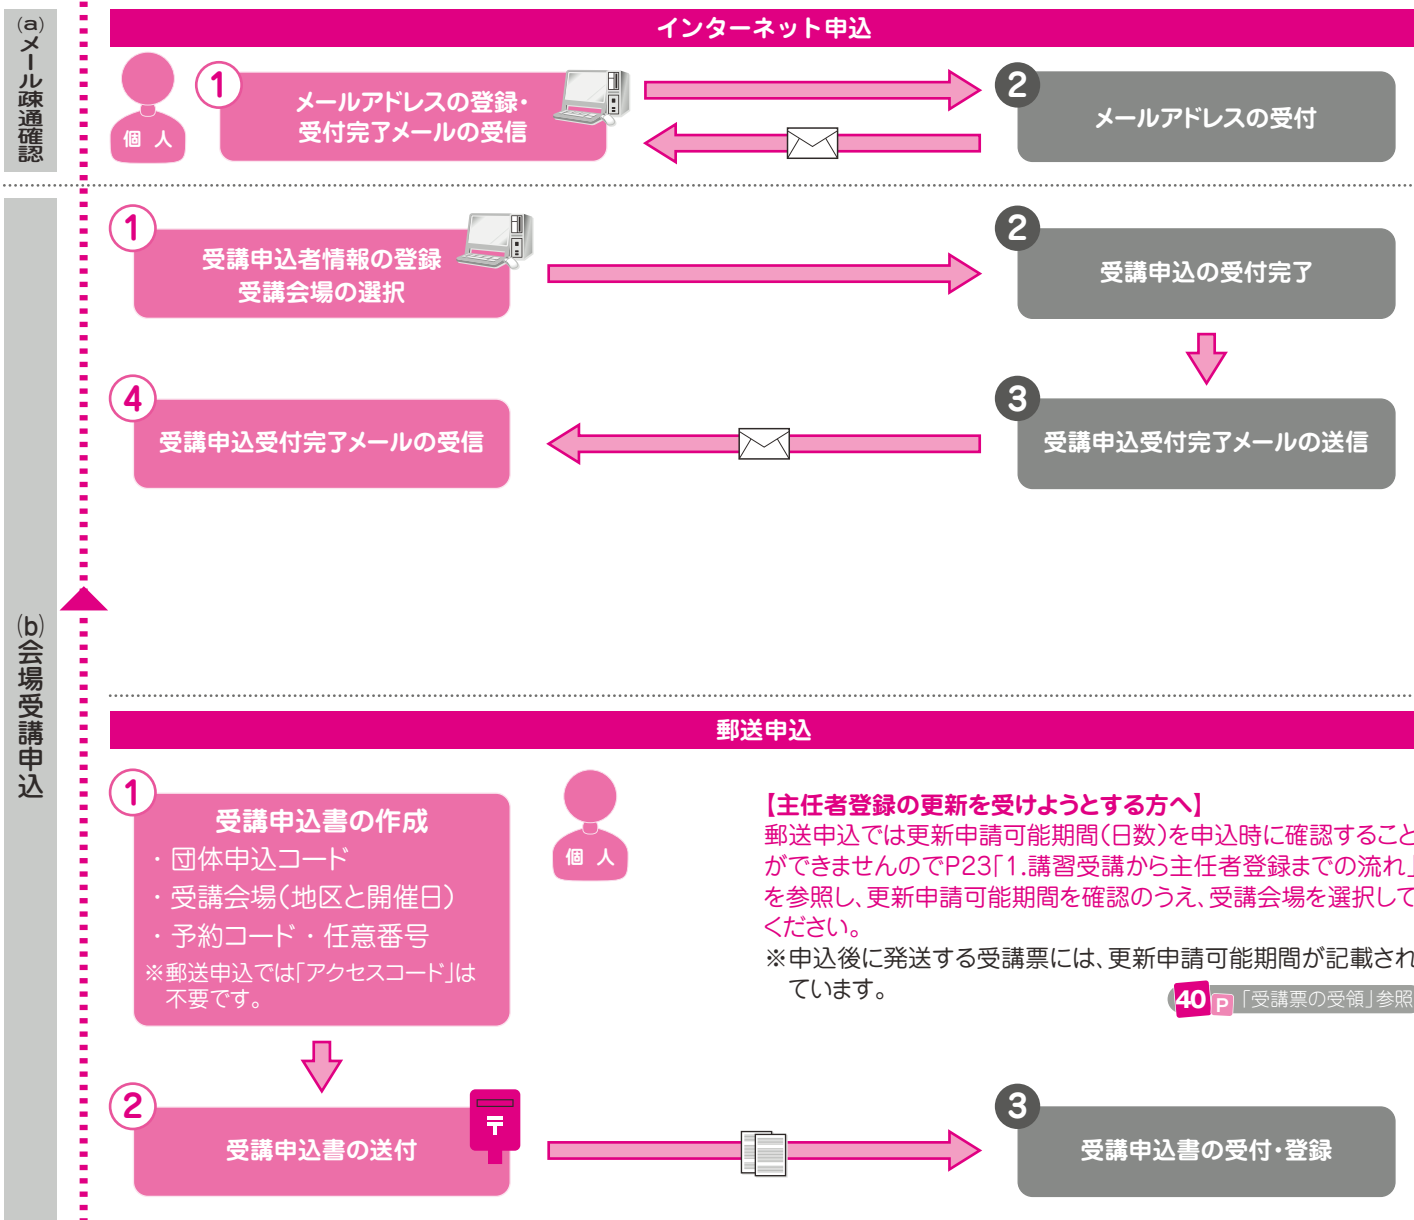 (a)メール疎通確認
インターネット申込
個人
①
メールアドレスの登録・
受付完了メールの受信
❷
メールアドレスの受付
(b)会場受講申込
①
受講申込者情報の登録
受講会場の選択
❷
受講申込の受付完了
④
受講申込受付完了メールの受信
❸
受講申込受付完了メールの送信
郵送申込
①
受講申込書の作成
・団体申込コード
・受講会場(地区と開催日)
・予約コード・任意番号
※郵送申込では「アクセスコード」は
不要です。
個人
【主任者登録の更新を受けようとする方へ】
郵送申込では更新申請可能期間(日数)を申込時に確認すること
ができませんのでP23「1.講習受講から主任者登録までの流れ」
を参照し、更新申請可能期間を確認のうえ、受講会場を選択して
ください。
※申込後に発送する受講票には、更新申請可能期間が記載され
ています。
40 P 「受講票の受領」参照
②
受講申込書の送付
〒
❸
受講申込書の受付・登録